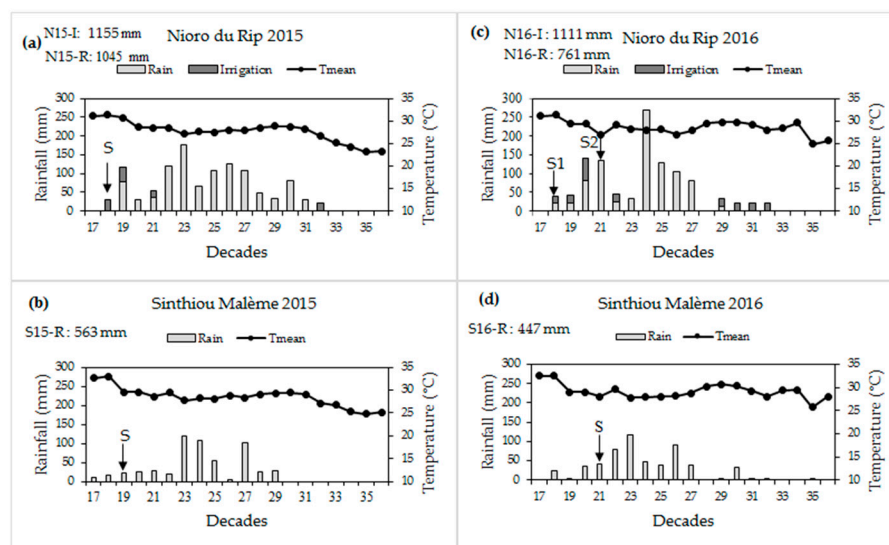 (a)
N15-I: 1155 mm
N15-R: 1045 mm
Nioro du Rip 2015
Rain Irrigation Tmean
Rainfall (mm)
300
250
200
150
100
50
0
S
35
30
25
20
15
10
Temperature (°C)
17 19 21 23 25 27 29 31 33 35
Decades
(c)
N16-I : 1111 mm
N16-R: 761 mm
Nioro du Rip 2016
Rain Irrigation Tmean
Rainfall (mm)
300
250
200
150
100
50
0
S1
S2
35
30
25
20
15
10
Temperature (°C)
17 19 21 23 25 27 29 31 33 35
Decades
(b)
Sinthiou Malème 2015
S15-R : 563 mm
Rain Tmean
Rainfall (mm)
300
250
200
150
100
50
0
S
35
30
25
20
15
10
Temperature (°C)
17 19 21 23 25 27 29 31 33 35
Decades
(d)
Sinthiou Malème 2016
S16-R : 447 mm
Rain Tmean
Rainfall (mm)
300
250
200
150
100
50
0
S
35
30
25
20
15
10
Temperature (°C)
17 19 21 23 25 27 29 31 33 35
Decades